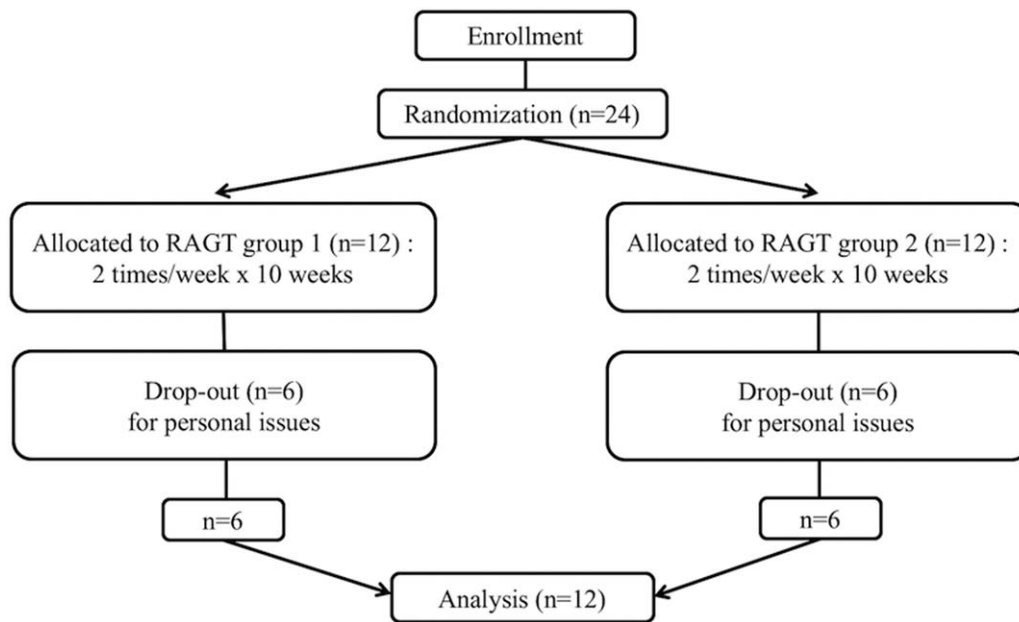 Enrollment
Randomization (n=24)
Allocated to RAGT group 1 (n=12) :
2 times/week x 10 weeks
Allocated to RAGT group 2 (n=12) :
2 times/week x 10 weeks
Drop-out (n=6)
for personal issues
Drop-out (n=6)
for personal issues
n=6
n=6
Analysis (n=12)